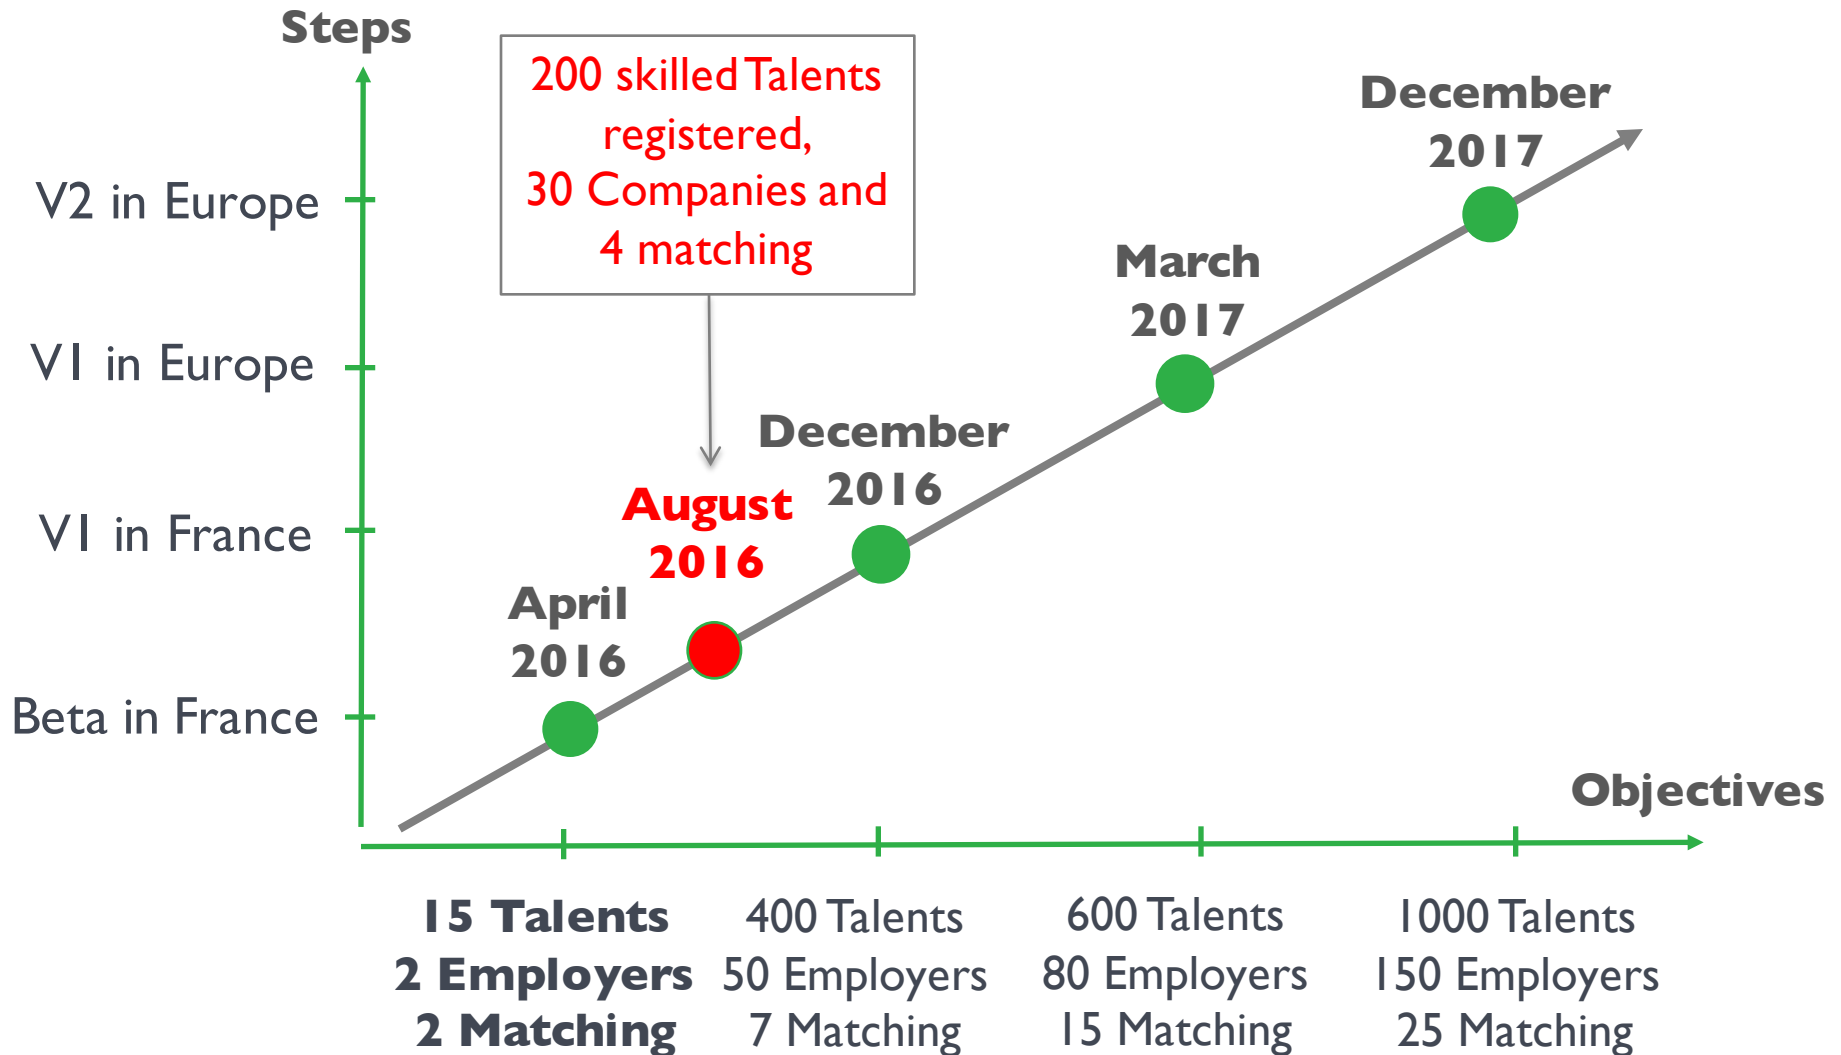 Steps
200 skilled Talents
registered,
30 Companies and
4 matching
December
2017
V2 in Europe
March
2017
V1 in Europe
December
2016
August
2016
V1 in France
April
2016
Beta in France
Objectives
15 Talents
2 Employers
2 Matching
400 Talents
50 Employers
7 Matching
600 Talents
80 Employers
15 Matching
1000 Talents
150 Employers
25 Matching